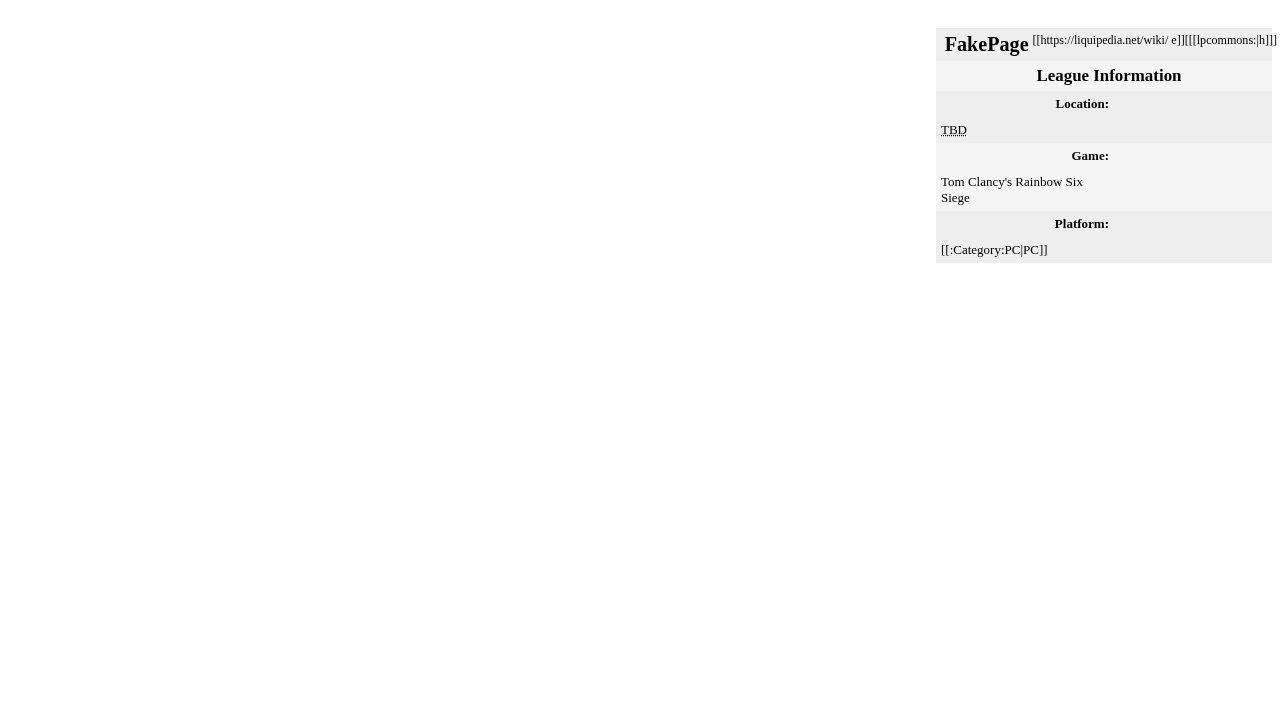 FakePage [[https://liquipedia.net/wiki/ e]][[[lpcommons:|h]]]
League Information
Location:
TBD
Game:
Tom Clancy's Rainbow Six
Siege
Platform:
[[:Category:PC|PC]]